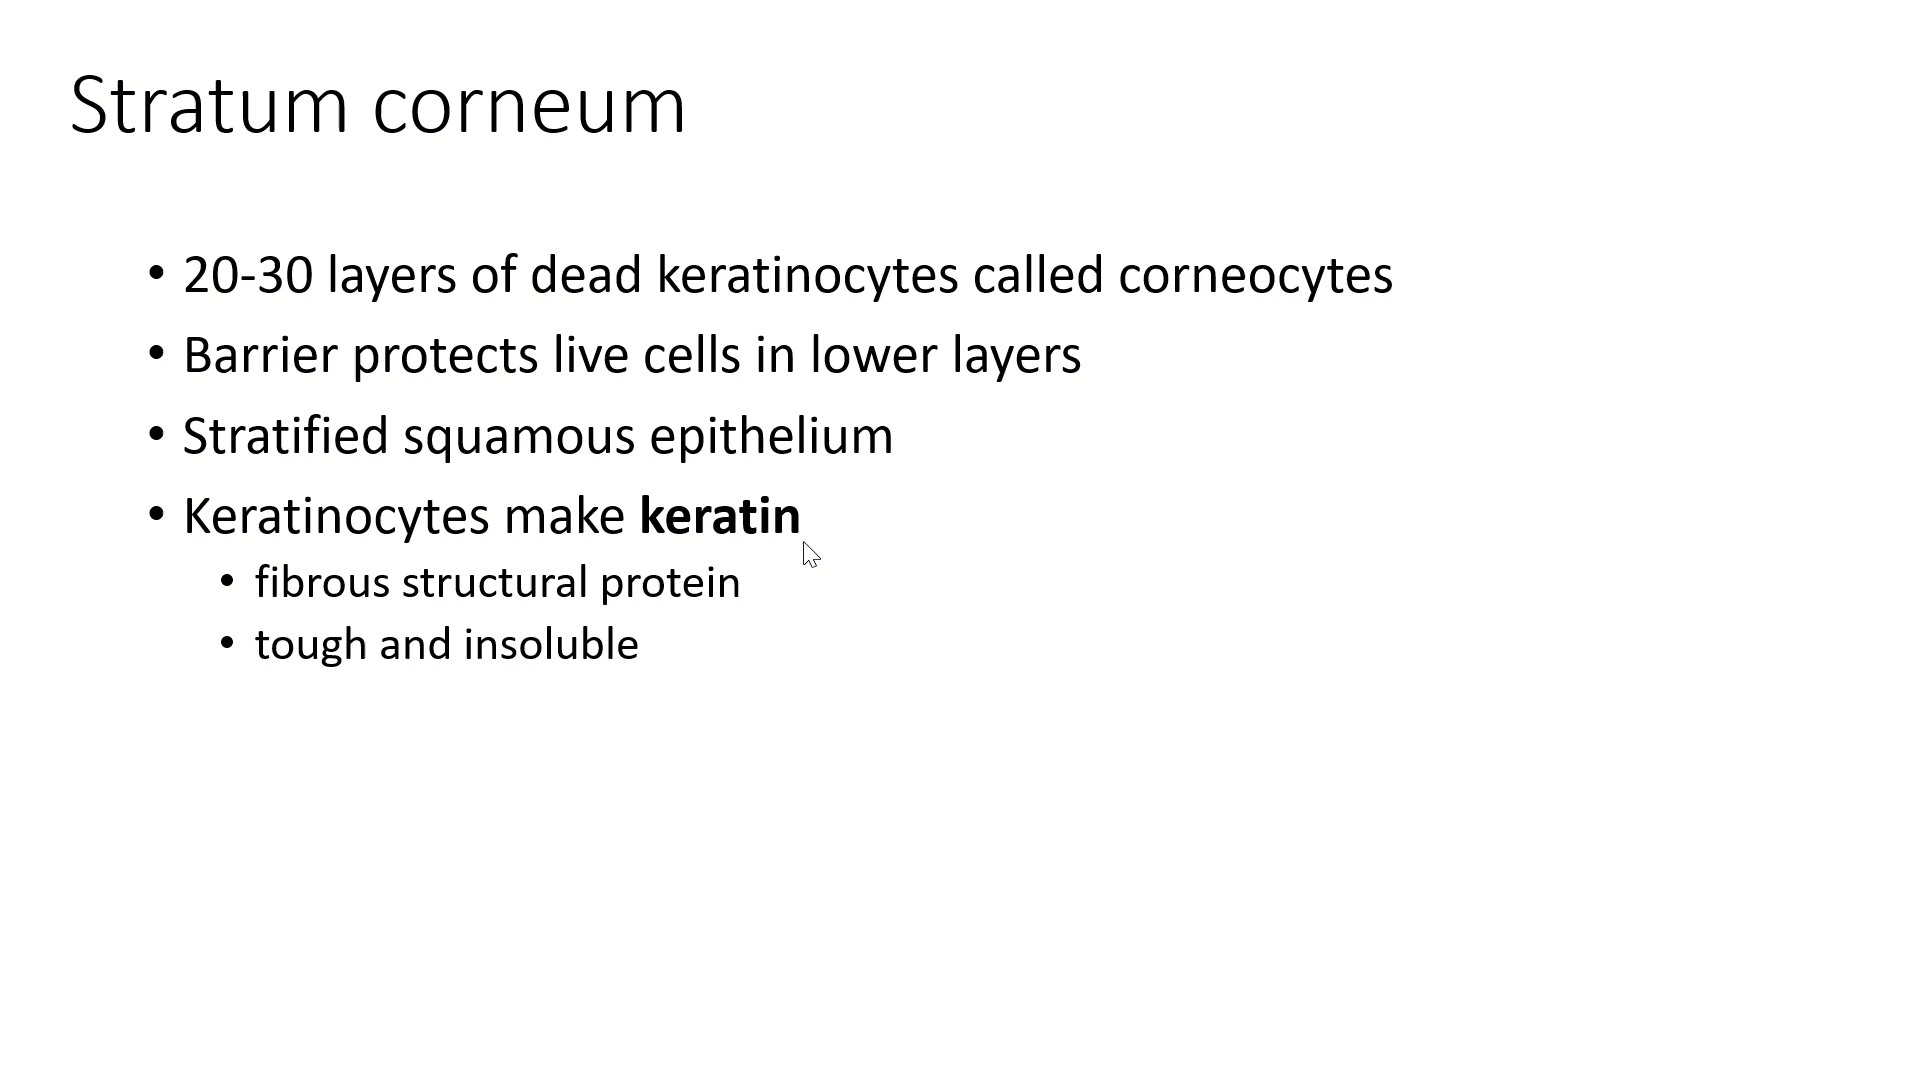 Stratum corneum
• 20-30 layers of dead keratinocytes called corneocytes
• Barrier protects live cells in lower layers
• Stratified squamous epithelium
• Keratinocytes make keratin
• fibrous structural protein
• tough and insoluble